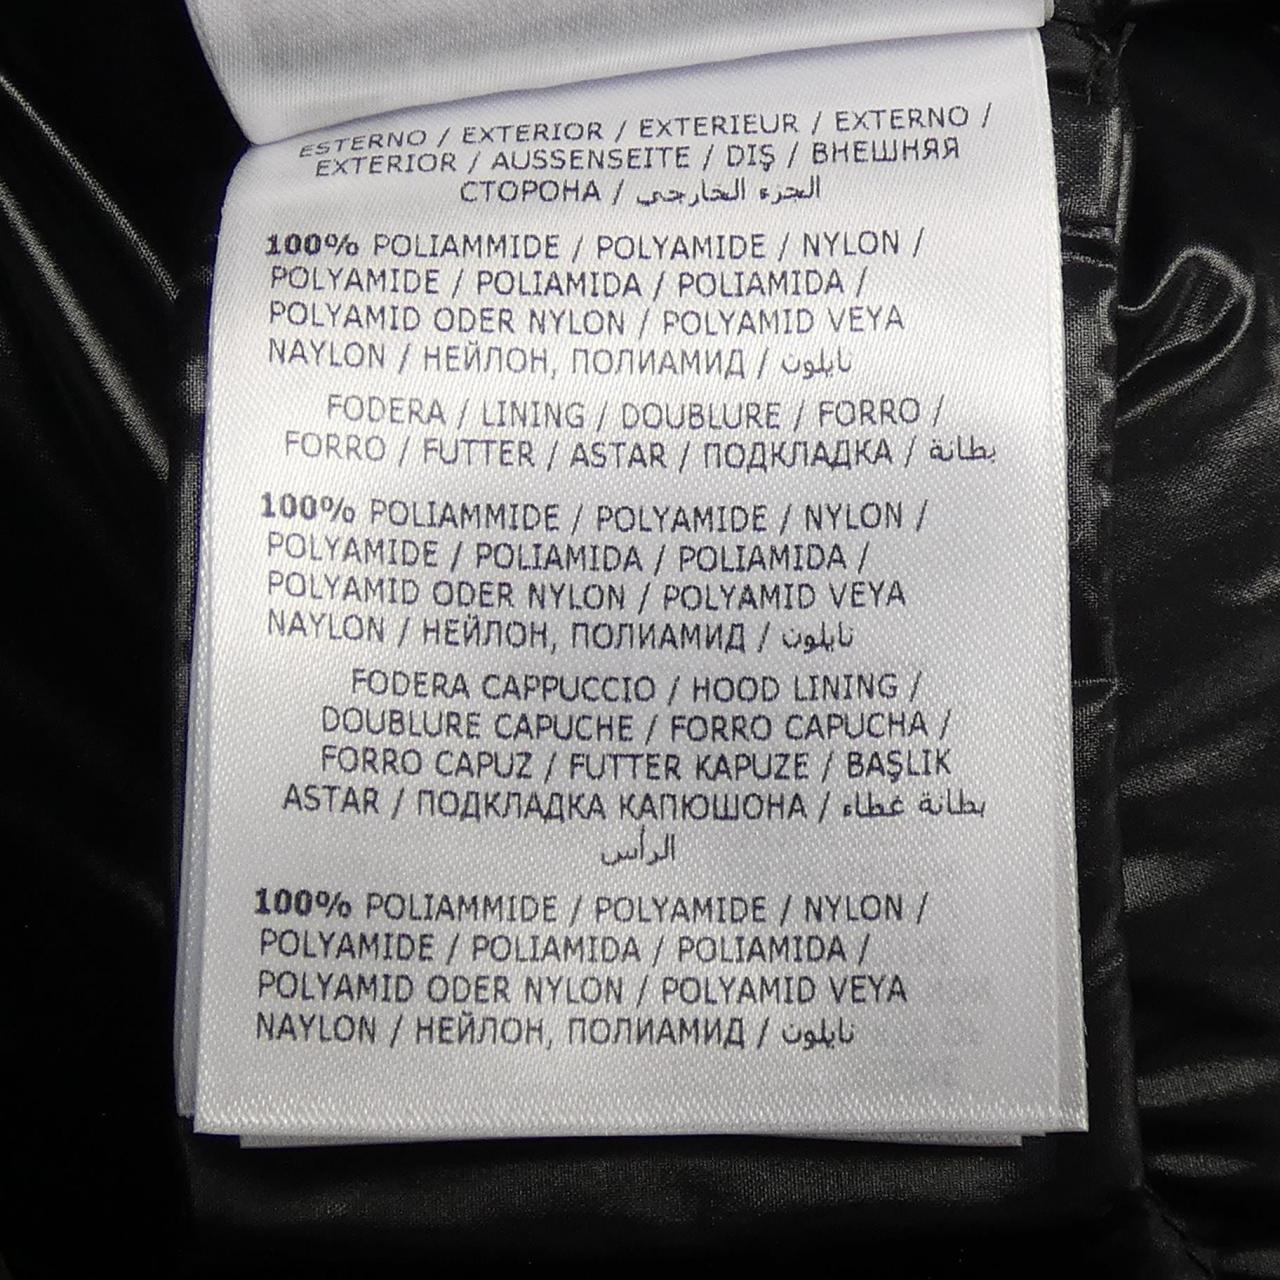 ESTERNO / EXTERIOR / EXTERIEUR / EXTERNO /
EXTERIOR / AUSSENSEITE / DIŞ / ВНЕШНЯЯ
СТОРОНА / الجزء الخارجي
100% POLIAMMIDE / POLYAMIDE / NYLON /
POLYAMIDE / POLIAMIDA / POLIAMIDA /
POLYAMID ODER NYLON / POLYAMID VEYA
NAYLON / НЕЙЛОН, ПОЛИАМИД / نايلون
FODERA / LINING / DOUBLURE / FORRO /
FORRO / FUTTER / ASTAR / ПОДКЛАДКА / بطانة
100% POLIAMMIDE / POLYAMIDE / NYLON /
POLYAMIDE / POLIAMIDA / POLIAMIDA /
POLYAMID ODER NYLON / POLYAMID VEYA
NAYLON / НЕЙЛОН, ПОЛИАМИД / نايلون
FODERA CAPPUCCIO / HOOD LINING /
DOUBLURE CAPUCHE / FORRO CAPUCHA /
FORRO CAPUZ / FUTTER KAPUZE / BAŞLIK
ASTAR / ПОДКЛАДКА КАПЮШОНА / بطانة غطاء
الرأس
100% POLIAMMIDE / POLYAMIDE / NYLON /
POLYAMIDE / POLIAMIDA / POLIAMIDA /
POLYAMID ODER NYLON / POLYAMID VEYA
NAYLON / НЕЙЛОН, ПОЛИАМИД / نايلون